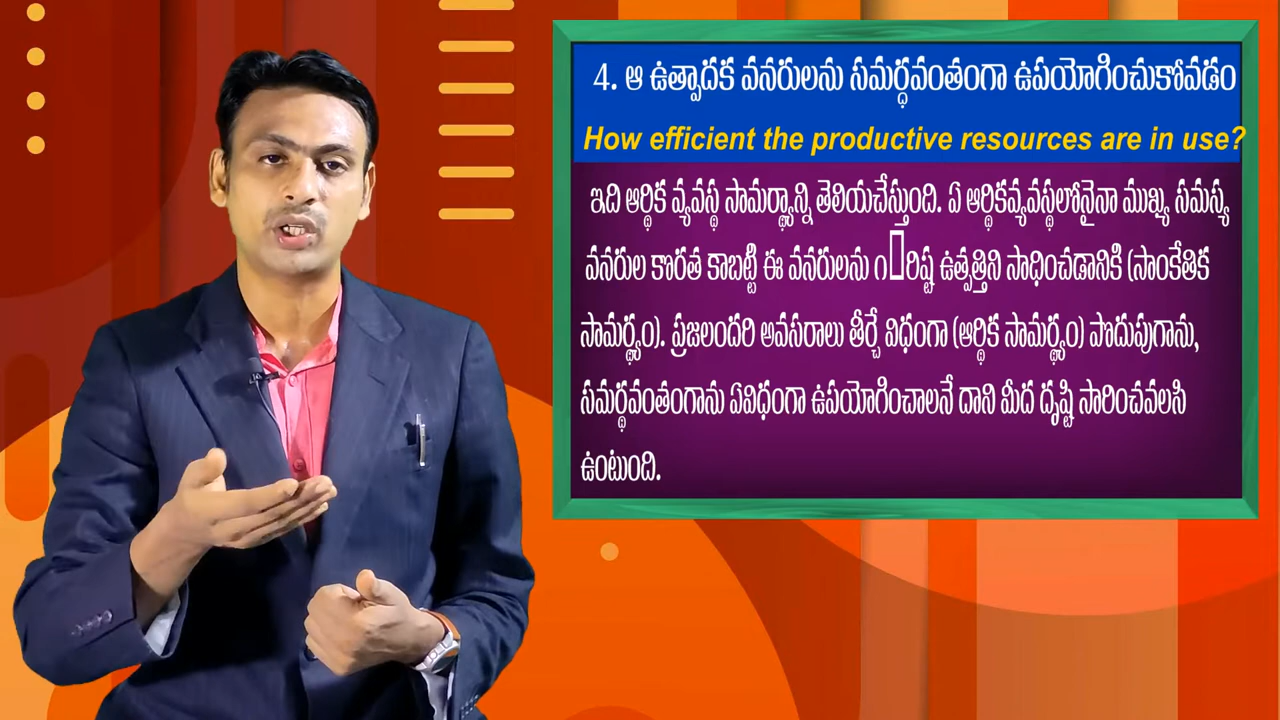 4. ఆ ఉత్పాదక వనరులను సమర్ధవంతంగా ఉపయోగించుకోవడం
How efficient the productive resources are in use?
ఇది ఆర్థిక వ్యవస్థ సామర్థ్యాన్ని తెలియచేస్తుంది. ఏ ఆర్థికవ్యవస్థలోనైనా ముఖ్య సమస్య
వనరుల కొరత కాబట్టి ఈ వనరులను ఉత్పత్తిని సాధించడానికి (సాంకేతిక
సామర్థ్యం). ప్రజలందరి అవసరాలు తీర్చే విధంగా (ఆర్థిక సామర్థ్యం) పొదుపుగాను,
సమర్థవంతంగాను ఏవిధంగా ఉపయోగించాలనే దాని మీద దృష్టి సారించవలసి
ఉంటుంది.